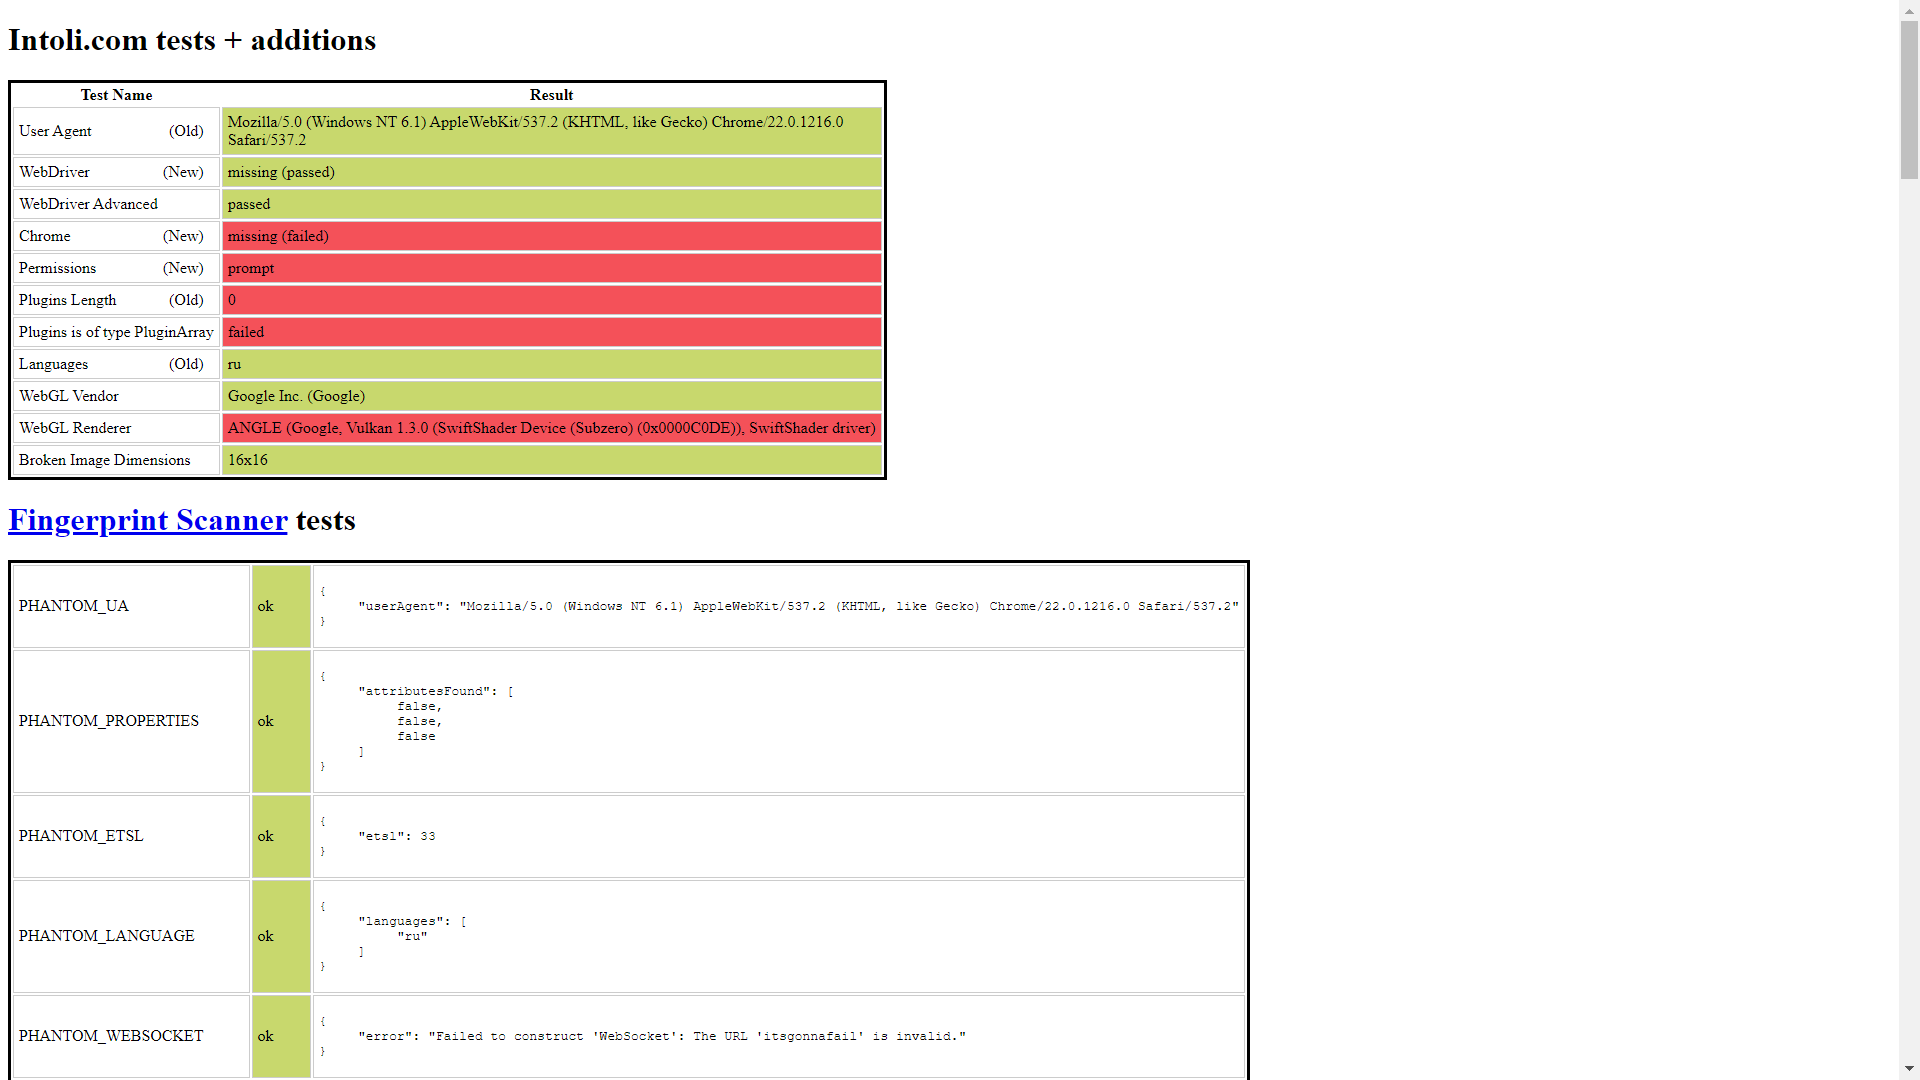 Intoli.com tests + additions
Test Name Result
User Agent (Old) Mozilla/5.0 (Windows NT 6.1) AppleWebKit/537.2 (KHTML, like Gecko) Chrome/22.0.1216.0
Safari/537.2
WebDriver (New) missing (passed)
WebDriver Advanced passed
Chrome (New) missing (failed)
Permissions (New) prompt
Plugins Length (Old) 0
Plugins is of type PluginArray failed
Languages (Old) ru
WebGL Vendor Google Inc. (Google)
WebGL Renderer ANGLE (Google, Vulkan 1.3.0 (SwiftShader Device (Subzero) (0x0000C0DE)), SwiftShader driver)
Broken Image Dimensions 16x16
Fingerprint Scanner tests
PHANTOM_UA ok
{
"userAgent": "Mozilla/5.0 (Windows NT 6.1) AppleWebKit/537.2 (KHTML, like Gecko) Chrome/22.0.1216.0 Safari/537.2"
}
PHANTOM_PROPERTIES ok
{
"attributesFound": [
false,
false,
false
]
}
PHANTOM_ETSL ok
{
"etsl": 33
}
PHANTOM_LANGUAGE ok
{
"languages": [
"ru"
]
}
PHANTOM_WEBSOCKET ok
{
"error": "Failed to construct 'WebSocket': The URL 'itsgonnafail' is invalid."
}